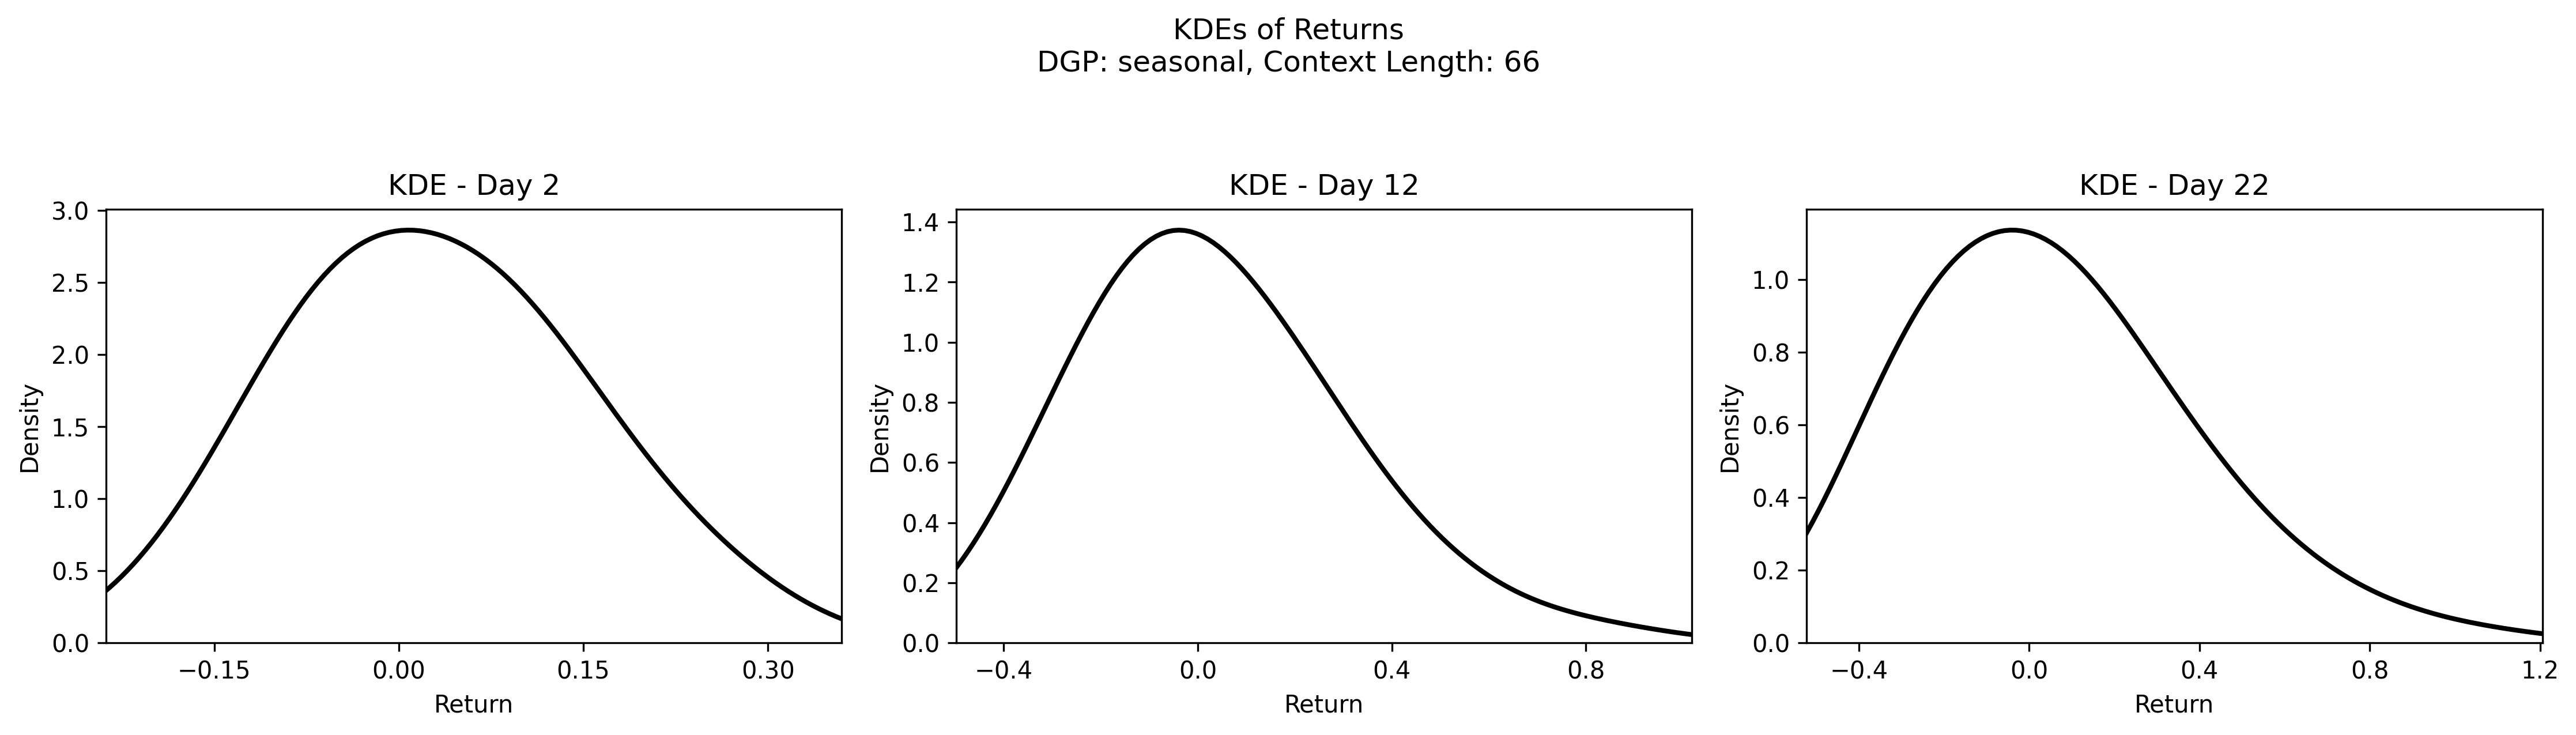 KDEs of Returns
DGP: seasonal, Context Length: 66
KDE - Day 2
3.0
2.5
2.0
1.5
1.0
0.5
0.0
Density
−0.15 0.00 0.15 0.30
Return
KDE - Day 12
1.4
1.2
1.0
0.8
0.6
0.4
0.2
0.0
Density
−0.4 0.0 0.4 0.8
Return
KDE - Day 22
1.0
0.8
0.6
0.4
0.2
0.0
Density
−0.4 0.0 0.4 0.8 1.2
Return